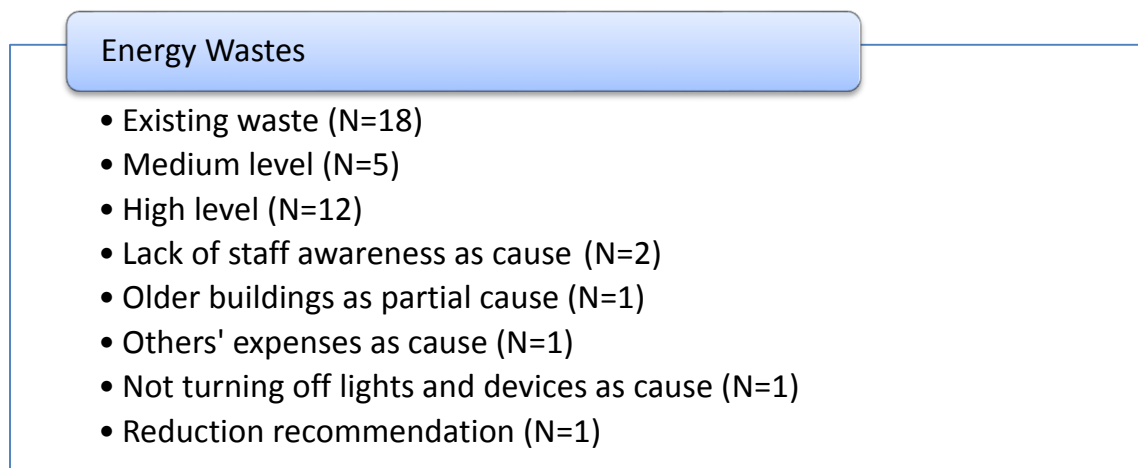 Energy Wastes
• Existing waste (N=18)
• Medium level (N=5)
• High level (N=12)
• Lack of staff awareness as cause (N=2)
• Older buildings as partial cause (N=1)
• Others' expenses as cause (N=1)
• Not turning off lights and devices as cause (N=1)
• Reduction recommendation (N=1)